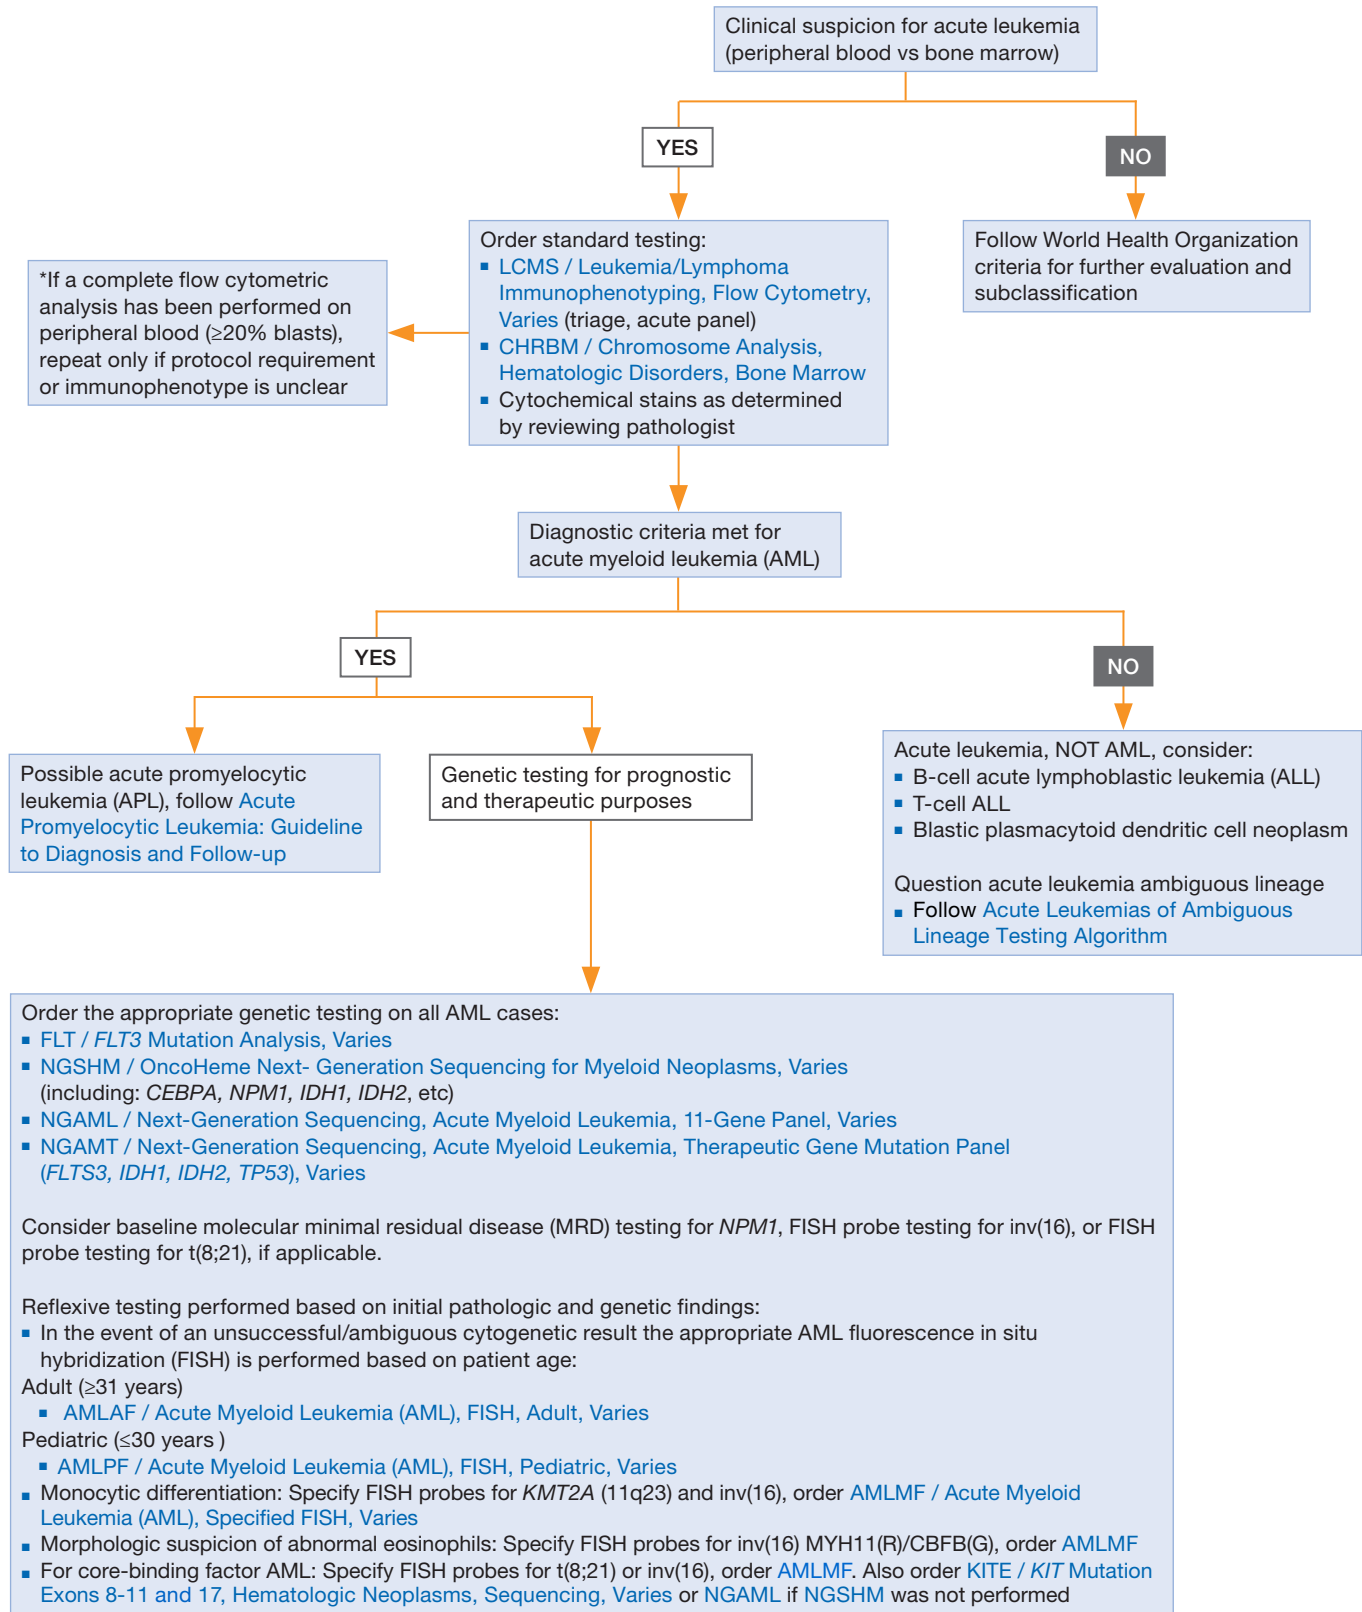 Clinical suspicion for acute leukemia
(peripheral blood vs bone marrow)
YES
NO
Order standard testing:
▪ LCMS / Leukemia/Lymphoma
Immunophenotyping, Flow Cytometry,
Varies (triage, acute panel)
▪ CHRBM / Chromosome Analysis,
Hematologic Disorders, Bone Marrow
▪ Cytochemical stains as determined
by reviewing pathologist
Follow World Health Organization
criteria for further evaluation and
subclassification
*If a complete flow cytometric
analysis has been performed on
peripheral blood (≥20% blasts),
repeat only if protocol requirement
or immunophenotype is unclear
Diagnostic criteria met for
acute myeloid leukemia (AML)
YES
NO
Possible acute promyelocytic
leukemia (APL), follow Acute
Promyelocytic Leukemia: Guideline
to Diagnosis and Follow-up
Genetic testing for prognostic
and therapeutic purposes
Acute leukemia, NOT AML, consider:
▪ B-cell acute lymphoblastic leukemia (ALL)
▪ T-cell ALL
▪ Blastic plasmacytoid dendritic cell neoplasm
Question acute leukemia ambiguous lineage
▪ Follow Acute Leukemias of Ambiguous
Lineage Testing Algorithm
Order the appropriate genetic testing on all AML cases:
▪ FLT / FLT3 Mutation Analysis, Varies
▪ NGSHM / OncoHeme Next- Generation Sequencing for Myeloid Neoplasms, Varies
(including: CEBPA, NPM1, IDH1, IDH2, etc)
▪ NGAML / Next-Generation Sequencing, Acute Myeloid Leukemia, 11-Gene Panel, Varies
▪ NGAMT / Next-Generation Sequencing, Acute Myeloid Leukemia, Therapeutic Gene Mutation Panel
(FLTS3, IDH1, IDH2, TP53), Varies
Consider baseline molecular minimal residual disease (MRD) testing for NPM1, FISH probe testing for inv(16), or FISH
probe testing for t(8;21), if applicable.
Reflexive testing performed based on initial pathologic and genetic findings:
▪ In the event of an unsuccessful/ambiguous cytogenetic result the appropriate AML fluorescence in situ
hybridization (FISH) is performed based on patient age:
Adult (≥31 years)
▪ AMLAF / Acute Myeloid Leukemia (AML), FISH, Adult, Varies
Pediatric (≤30 years )
▪ AMLPF / Acute Myeloid Leukemia (AML), FISH, Pediatric, Varies
▪ Monocytic differentiation: Specify FISH probes for KMT2A (11q23) and inv(16), order AMLMF / Acute Myeloid
Leukemia (AML), Specified FISH, Varies
▪ Morphologic suspicion of abnormal eosinophils: Specify FISH probes for inv(16) MYH11(R)/CBFB(G), order AMLMF
▪ For core-binding factor AML: Specify FISH probes for t(8;21) or inv(16), order AMLMF. Also order KITE / KIT Mutation
Exons 8-11 and 17, Hematologic Neoplasms, Sequencing, Varies or NGAML if NGSHM was not performed